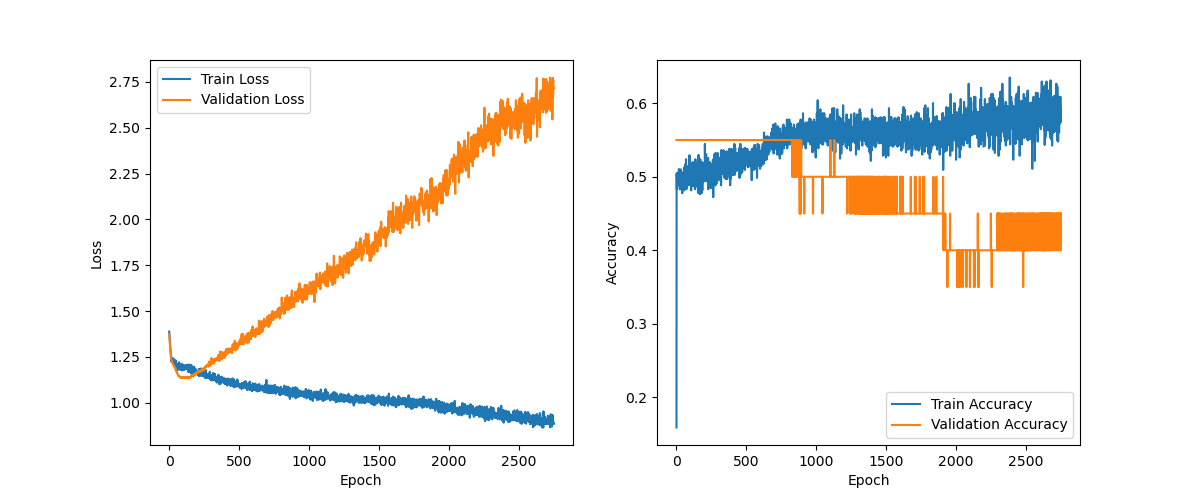 Train Loss
Validation Loss
2.75
2.50
2.25
2.00
1.75
1.50
1.25
1.00
Loss
0 500 1000 1500 2000 2500
Epoch
0.6
0.5
0.4
0.3
0.2
Accuracy
Train Accuracy
Validation Accuracy
0 500 1000 1500 2000 2500
Epoch